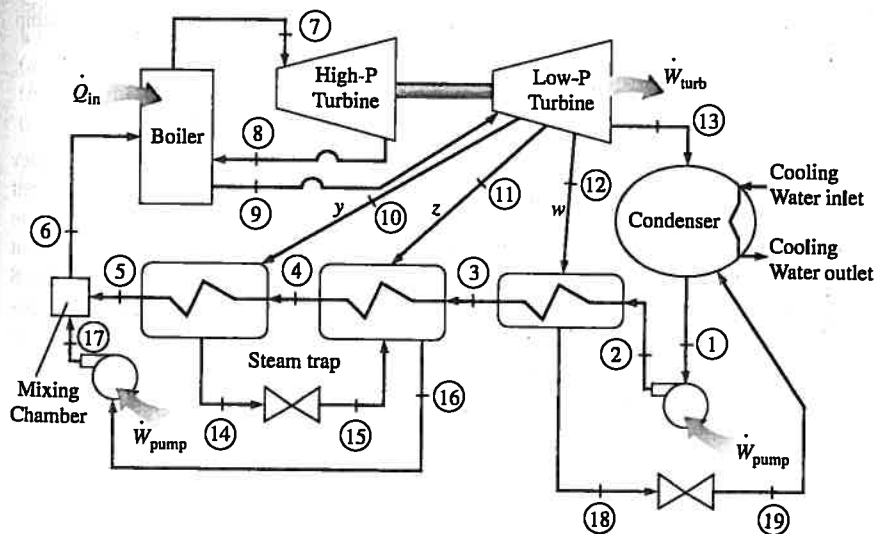 7
High-P
Turbine
Low-P
Turbine
Ẇturb
Q̇in
Boiler
8
13
9
Cooling
Water inlet
y
10
z
11
w
12
Condenser
6
Cooling
Water outlet
5
4
3
2
1
17
Steam trap
Mixing
Chamber
16
Ẇpump
14
15
Ẇpump
18
19